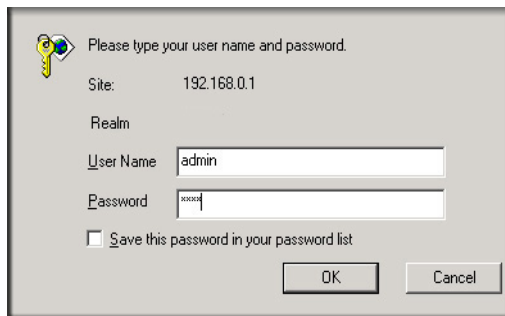 Please type your user name and password.
Site: 192.168.0.1
Realm
User Name admin
Password xxxx
Save this password in your password list
OK Cancel